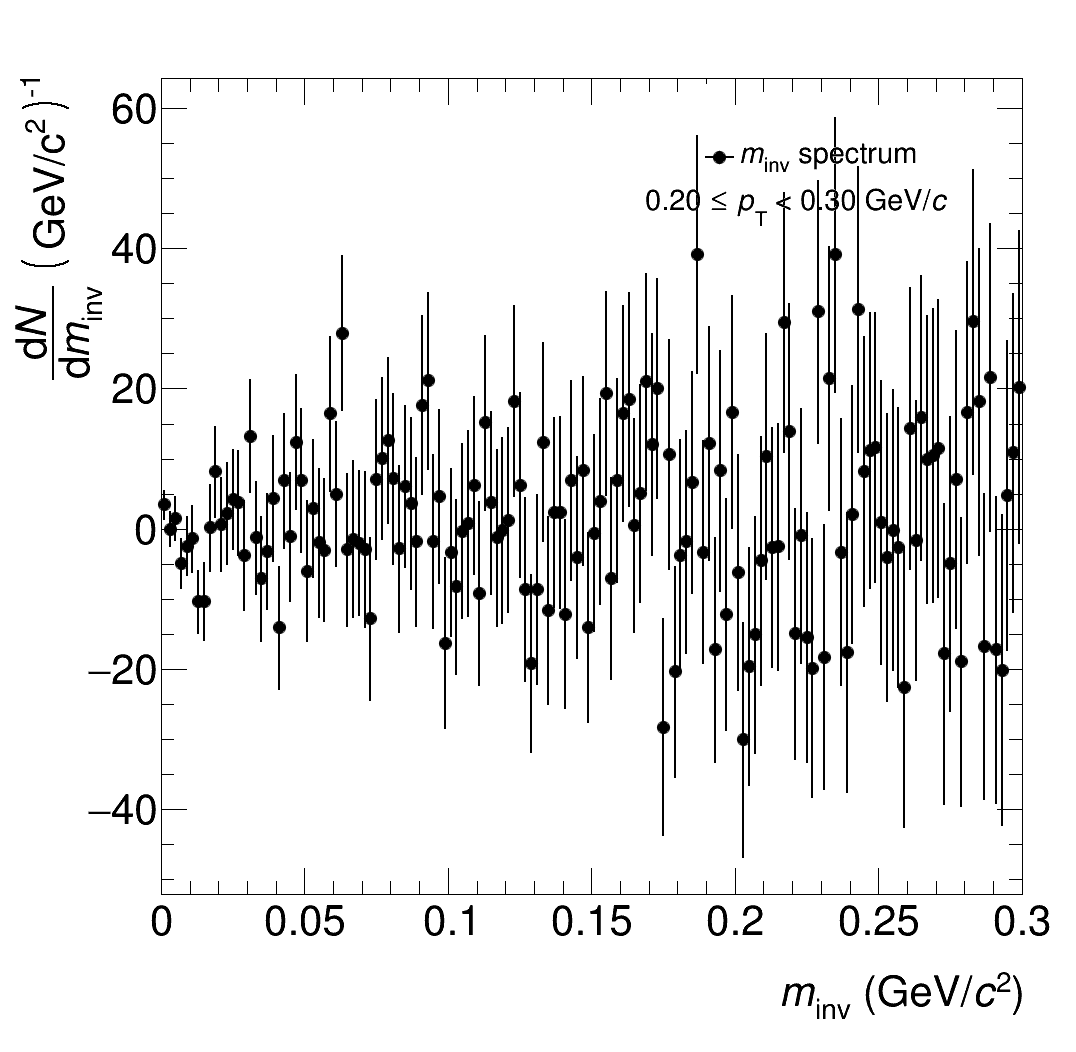 dN/dm_inv (GeV/c²)⁻¹
60
40
20
0
−20
−40
m_inv spectrum
0.20 ≤ p_T < 0.30 GeV/c
0 0.05 0.1 0.15 0.2 0.25 0.3
m_inv (GeV/c²)